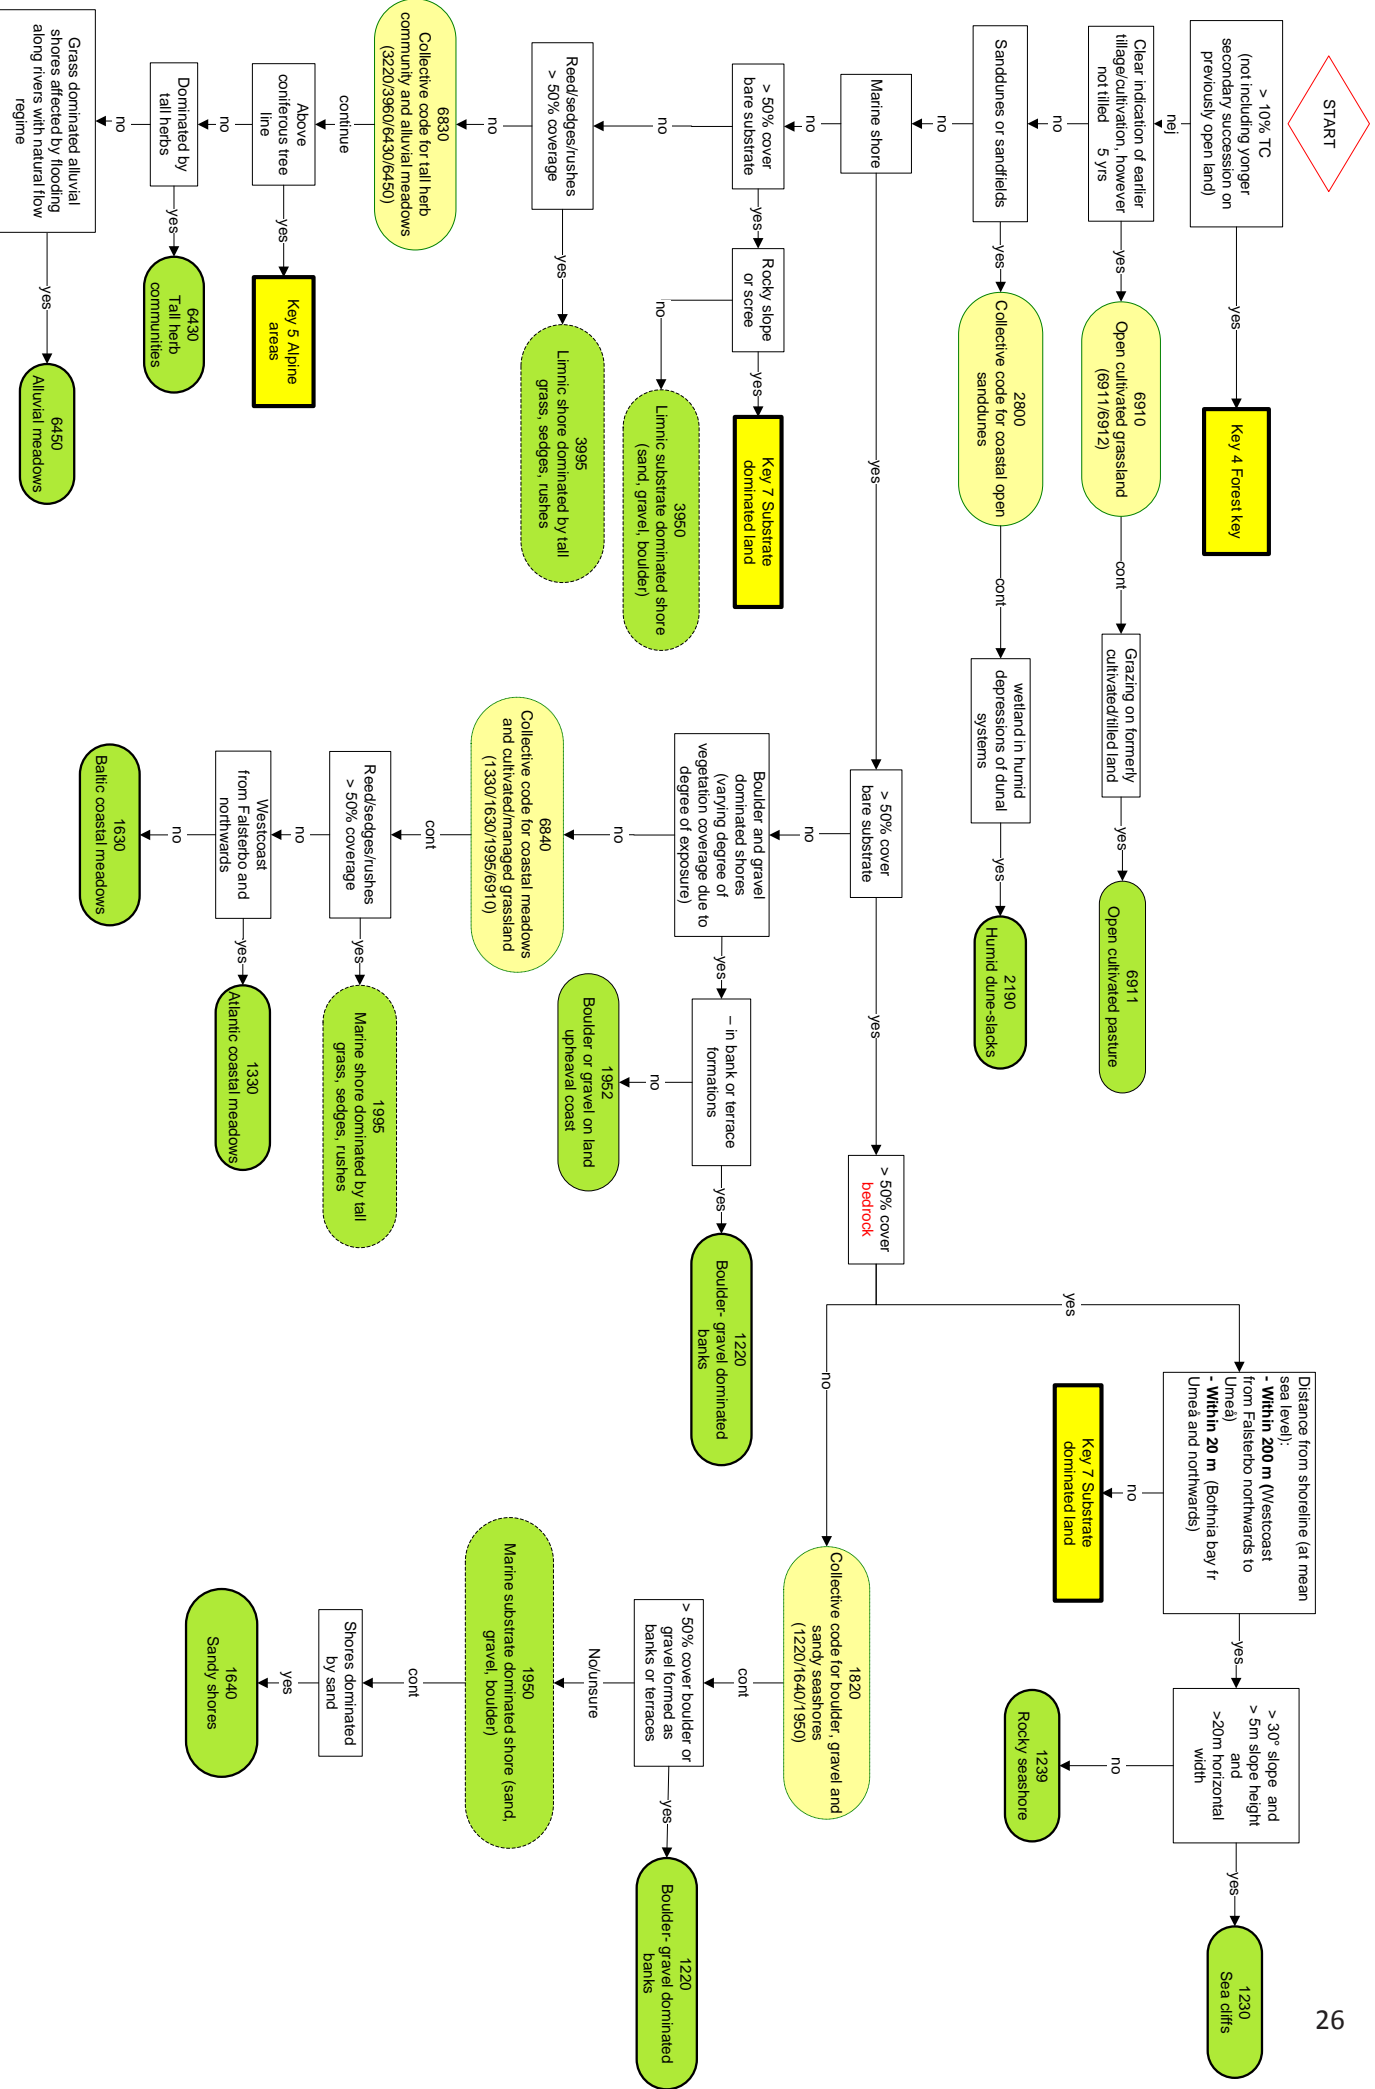 START
> 10% TC
(not including yonger
secondary succession on
previously open land)
yes
Key 4 Forest key
nej
Clear indication of earlier
tillage/cultivation, however
not tilled 5 yrs
yes
6910
Open cultivated grassland
(6911/6912)
cont
Grazing on formerly
cultivated/tilled land
yes
6911
Open cultivated pasture
no
Sanddunes or sandfields
yes
2800
Collective code for coastal open
sanddunes
cont
wetland in humid
depressions of dunal
systems
yes
2190
Humid dune-slacks
no
Marine shore
yes
> 50% cover
bare substrate
yes
> 50% cover
bedrock
yes
Distance from shoreline (at mean
sea level):
- Within 200 m (Westcoast
from Falsterbo northwards to
Umeå)
- Within 20 m (Bothnia bay fr
Umeå and northwards)
no
Key 7 Substrate
dominated land
yes
> 30° slope and
> 5m slope height
and
>20m horizontal
width
no
1239
Rocky seashore
yes
1230
Sea cliffs
no
1820
Collective code for boulder, gravel and
sandy seashores
(1220/1640/1950)
cont
> 50% cover boulder or
gravel formed as
banks or terraces
yes
1220
Boulder- gravel dominated
banks
No/unsure
1950
Marine substrate dominated shore (sand,
gravel, boulder)
cont
Shores dominated
by sand
yes
1640
Sandy shores
no
Boulder and gravel
dominated shores
(varying degree of
vegetation coverage due to
degree of exposure)
yes
– in bank or terrace
formations
yes
1220
Boulder- gravel dominated
banks
no
1952
Boulder or gravel on land
upheaval coast
no
6840
Collective code for coastal meadows
and cultivated/managed grassland
(1330/1630/1995/6910)
cont
Reed/sedges/rushes
> 50% coverage
yes
1995
Marine shore dominated by tall
grass, sedges, rushes
no
Westcoast
from Falsterbo and
northwards
yes
1330
Atlantic coastal meadows
no
1630
Baltic coastal meadows
no
> 50% cover
bare substrate
yes
Rocky slope
or scree
yes
Key 7 Substrate
dominated land
no
3950
Limnic substrate dominated shore
(sand, gravel, boulder)
no
Reed/sedges/rushes
> 50% coverage
yes
3995
Limnic shore dominated by tall
grass, sedges, rushes
no
6830
Collective code for tall herb
community and alluvial meadows
(3220/3960/6430/6450)
continue
Above
coniferous tree
line
yes
Key 5 Alpine
areas
no
Dominated by
tall herbs
yes
6430
Tall herb
communities
no
Grass dominated alluvial
shores affected by flooding
along rivers with natural flow
regime
yes
6450
Alluvial meadows
26